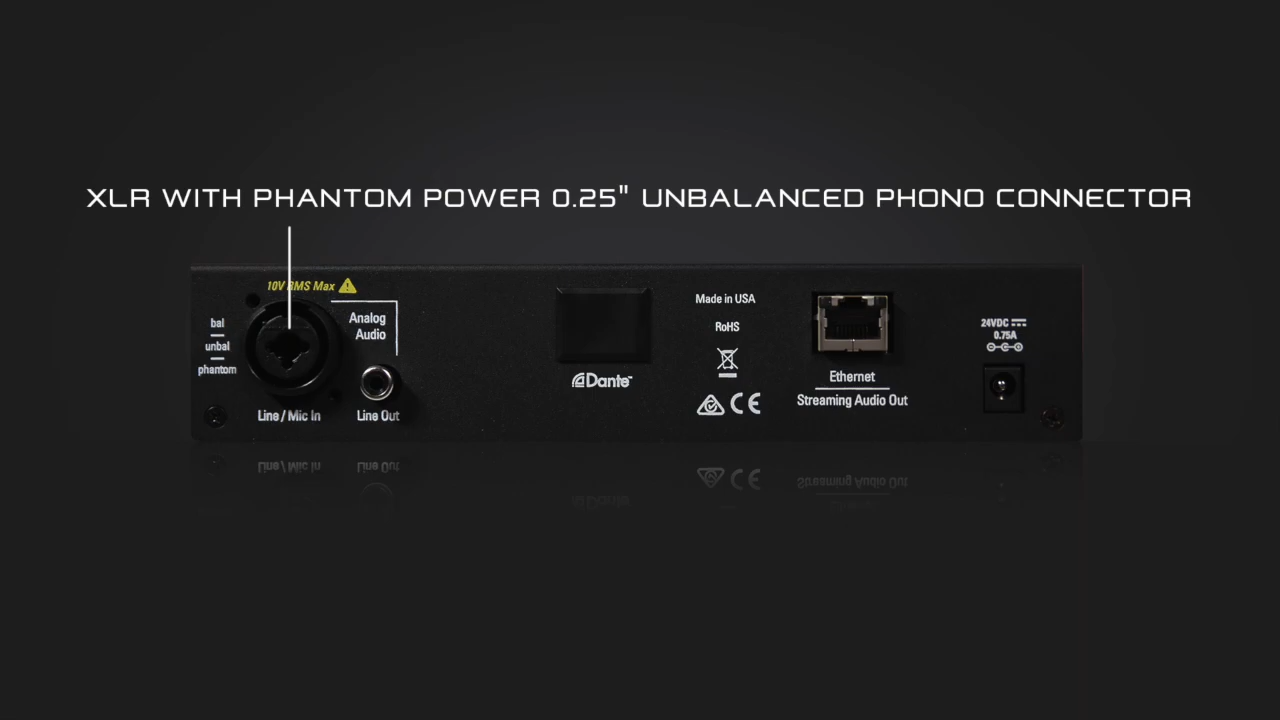 XLR WITH PHANTOM POWER 0.25" UNBALANCED PHONO CONNECTOR
10V RMS Max
bal
unbal
phantom
Analog
Audio
Line / Mic In
Line Out
Dante™
Made in USA
RoHS
CE
Ethernet
Streaming Audio Out
24VDC
0.75A